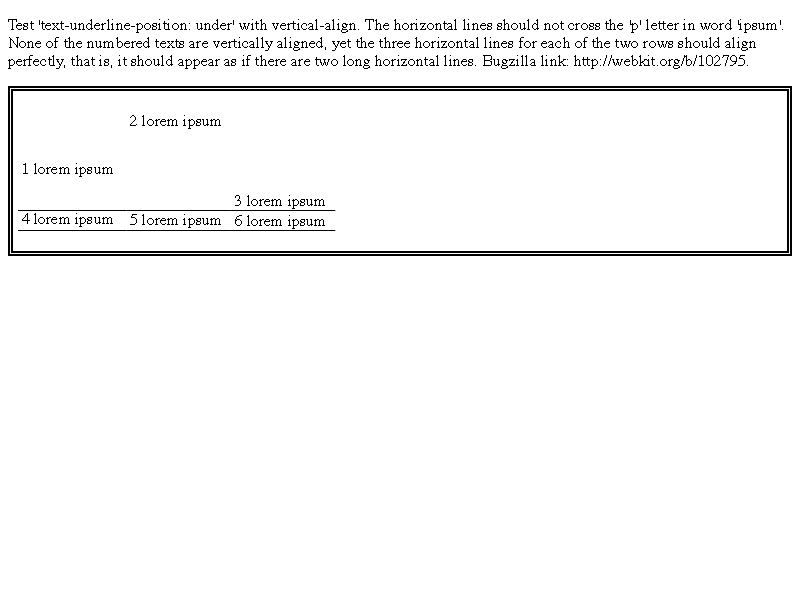 Test 'text-underline-position: under' with vertical-align. The horizontal lines should not cross the 'p' letter in word 'ipsum'.
None of the numbered texts are vertically aligned, yet the three horizontal lines for each of the two rows should align
perfectly, that is, it should appear as if there are two long horizontal lines. Bugzilla link: http://webkit.org/b/102795.
2 lorem ipsum
1 lorem ipsum
3 lorem ipsum
4 lorem ipsum 5 lorem ipsum 6 lorem ipsum